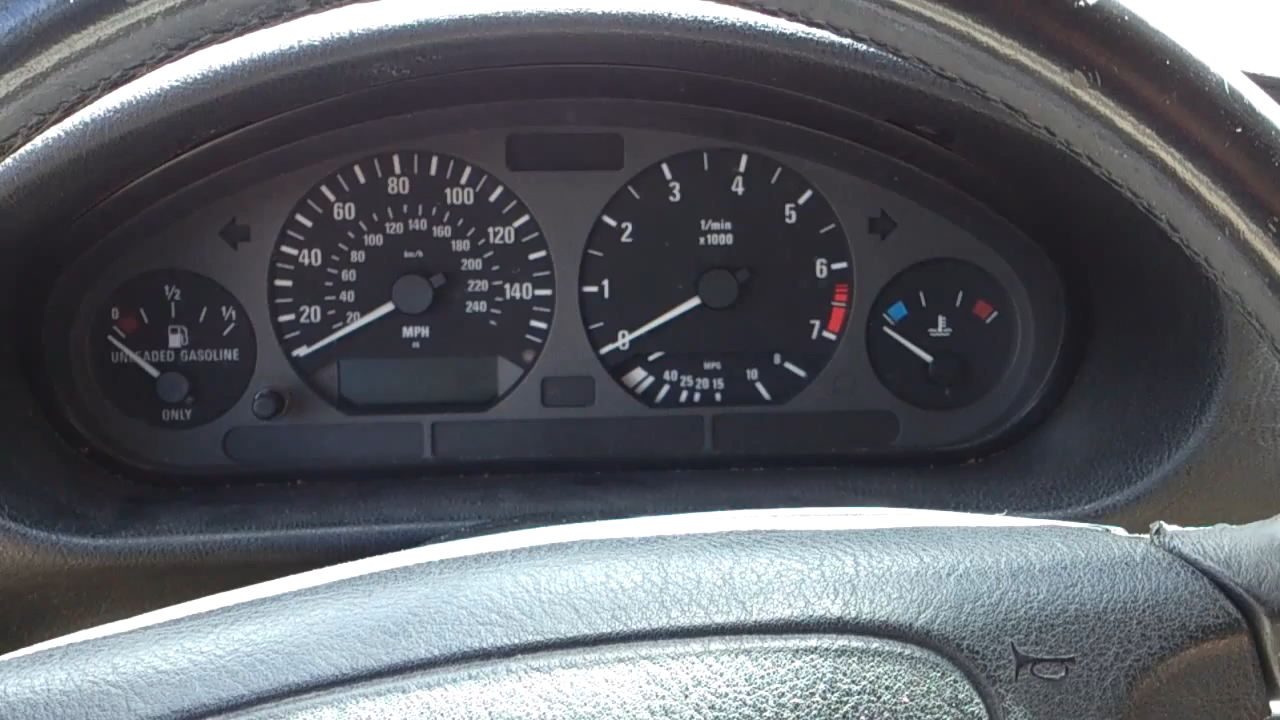 0 1/2 1/1
UNLEADED GASOLINE
ONLY
20 40 60 80 100 120 140
20 40 60 80 100 120 140 160 180 200 220 240
km/h
MPH
0 1 2 3 4 5 6 7
1/min
x1000
MPG
40 25 20 15 10 8